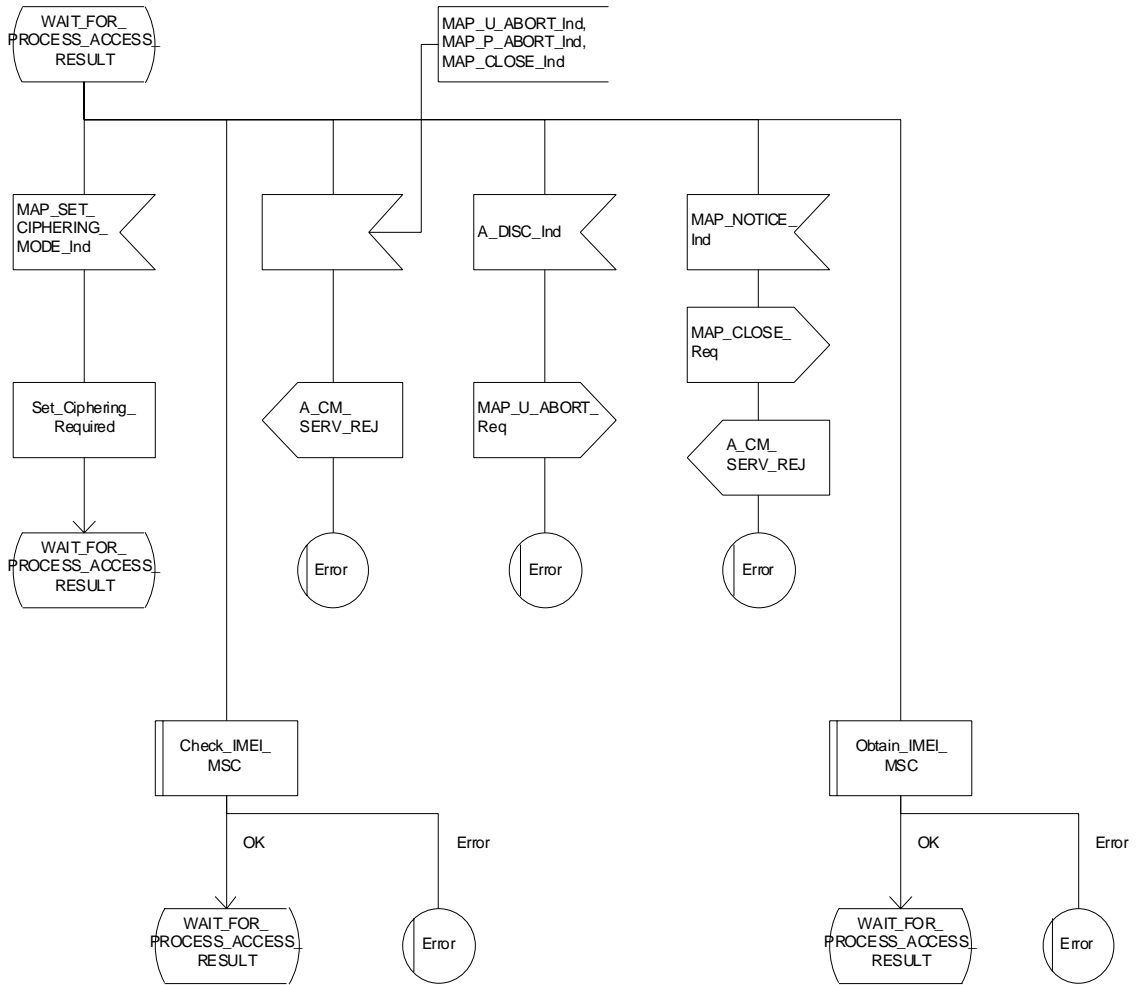 WAIT_FOR_
PROCESS_ACCESS_
RESULT
MAP_U_ABORT_Ind,
MAP_P_ABORT_Ind,
MAP_CLOSE_Ind
MAP_SET_
CIPHERING_
MODE_Ind
A_DISC_Ind
MAP_NOTICE_
Ind
MAP_CLOSE_
Req
Set_Ciphering_
Required
A_CM_
SERV_REJ
MAP_U_ABORT_
Req
A_CM_
SERV_REJ
WAIT_FOR_
PROCESS_ACCESS_
RESULT
Error
Error
Error
Check_IMEI_
MSC
Obtain_IMEI_
MSC
OK
Error
OK
Error
WAIT_FOR_
PROCESS_ACCESS_
RESULT
Error
WAIT_FOR_
PROCESS_ACCESS_
RESULT
Error